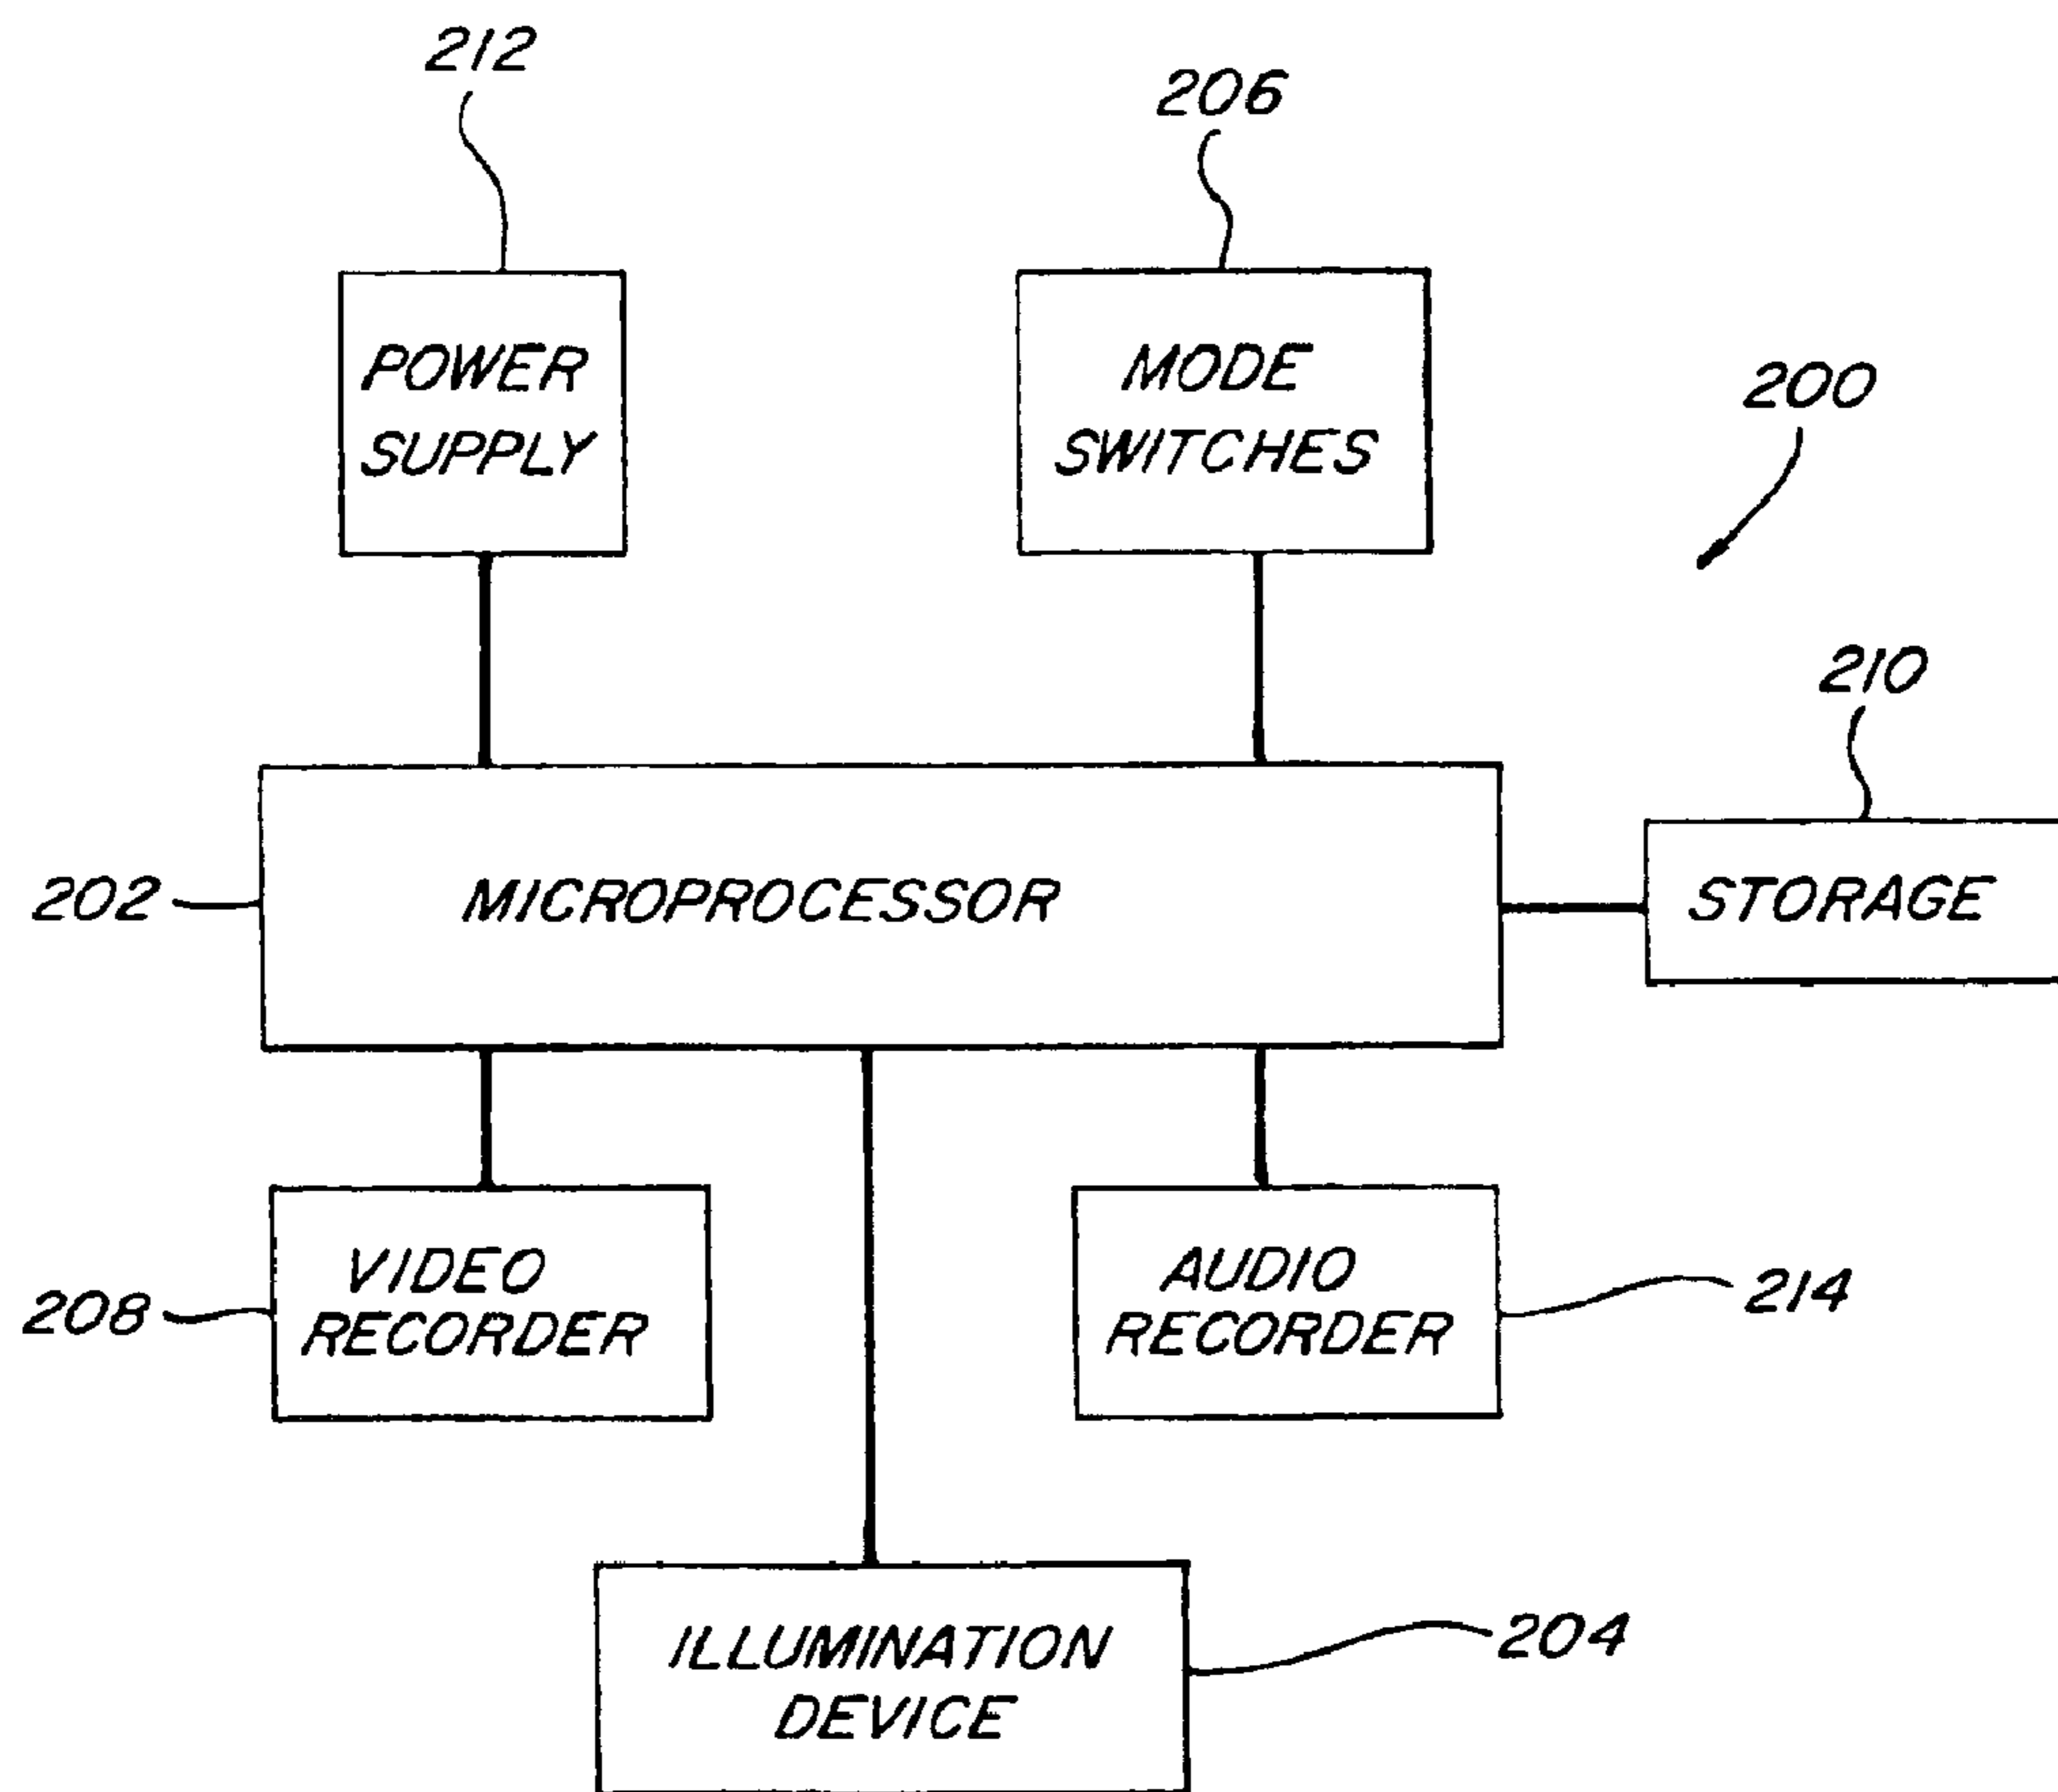 212
206
POWER
SUPPLY
MODE
SWITCHES
200
210
202
MICROPROCESSOR
STORAGE
208
VIDEO
RECORDER
AUDIO
RECORDER
214
ILLUMINATION
DEVICE
204